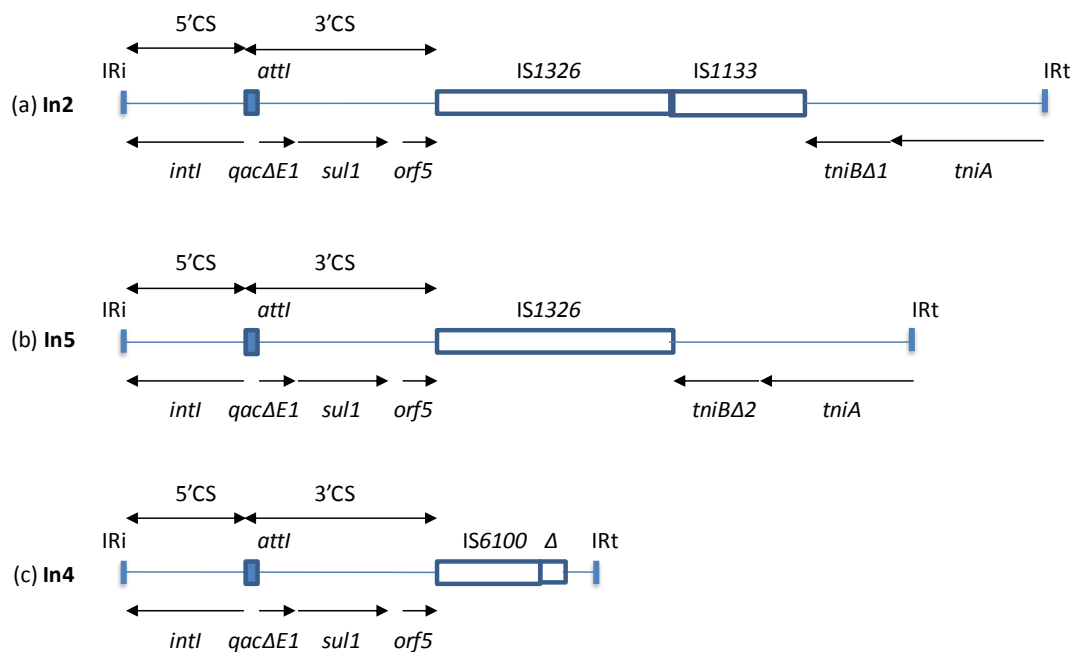 5'CS 3'CS
IRi attI IS1326 IS1133 IRt
(a) In2
intI qacΔE1 sul1 orf5 tniBΔ1 tniA
5'CS 3'CS
IRi attI IS1326 IRt
(b) In5
intI qacΔE1 sul1 orf5 tniBΔ2 tniA
5'CS 3'CS
IRi attI IS6100 Δ IRt
(c) In4
intI qacΔE1 sul1 orf5